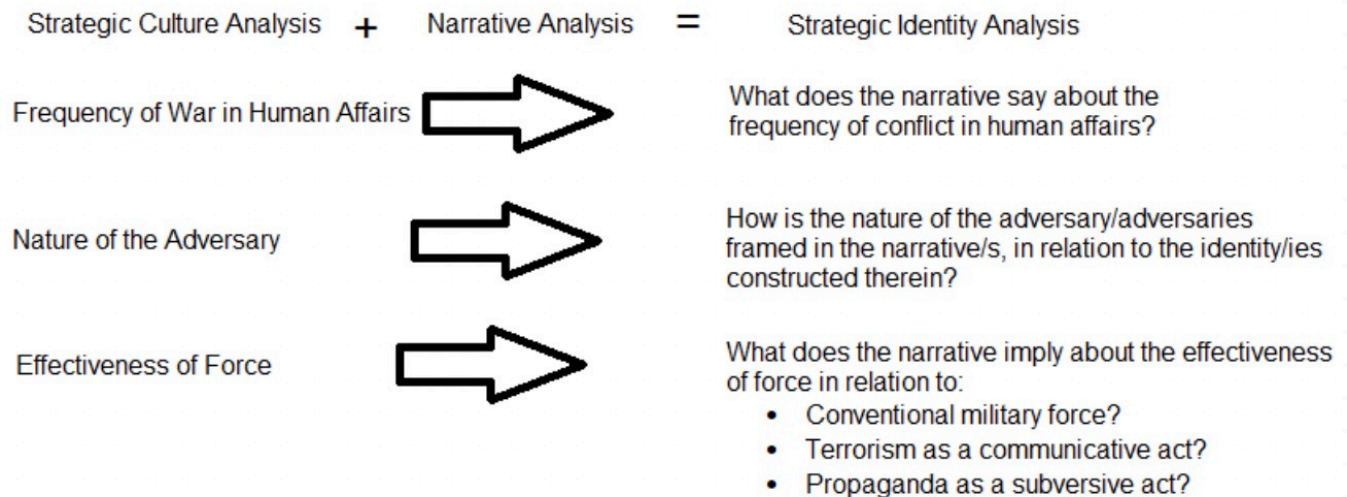 Strategic Culture Analysis + Narrative Analysis = Strategic Identity Analysis
Frequency of War in Human Affairs
What does the narrative say about the
frequency of conflict in human affairs?
Nature of the Adversary
How is the nature of the adversary/adversaries
framed in the narrative/s, in relation to the identity/ies
constructed therein?
Effectiveness of Force
What does the narrative imply about the effectiveness
of force in relation to:
• Conventional military force?
• Terrorism as a communicative act?
• Propaganda as a subversive act?